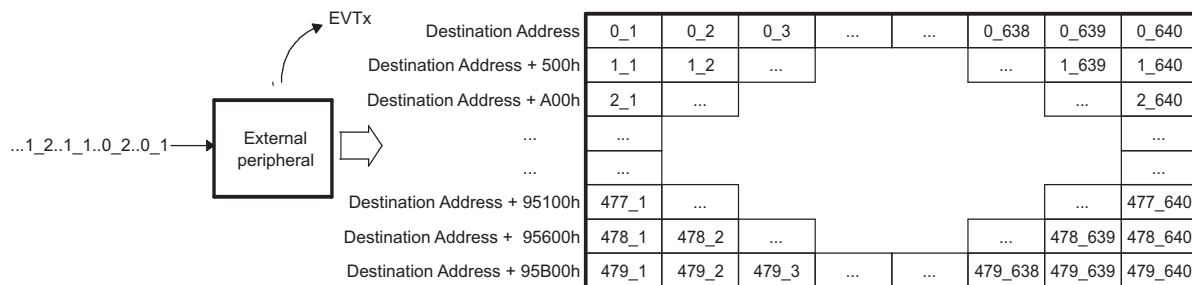 EVTx
Destination Address 0_1 0_2 0_3 ... ... 0_638 0_639 0_640
Destination Address + 500h 1_1 1_2 ... ... 1_639 1_640
Destination Address + A00h 2_1 ... ... 2_640
...1_2..1_1..0_2..0_1 External peripheral
... ... ...
... ... ...
Destination Address + 95100h 477_1 ... ... 477_640
Destination Address + 95600h 478_1 478_2 ... ... 478_639 478_640
Destination Address + 95B00h 479_1 479_2 479_3 ... ... 479_638 479_639 479_640